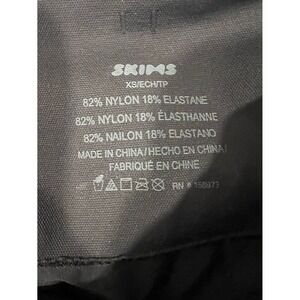 SKIMS
XS/ECH/TP
82% NYLON 18% ELASTANE
82% NYLON 18% ÉLASTHANNE
82% NAILON 18% ELASTANO
MADE IN CHINA/HECHO EN CHINA/
FABRIQUÉ EN CHINE
RN # 158973